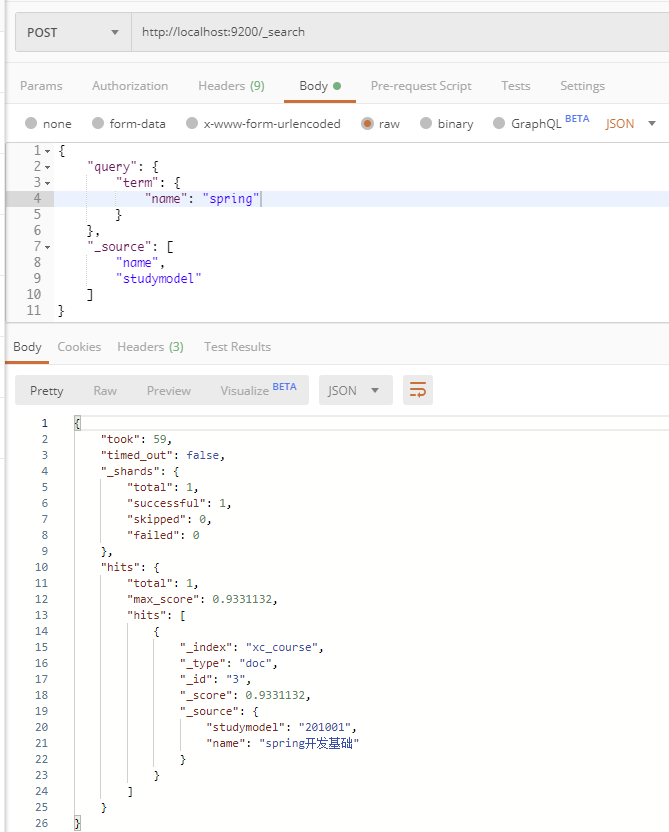 POST http://localhost:9200/_search
Params Authorization Headers (9) Body Pre-request Script Tests Settings
none form-data x-www-form-urlencoded raw binary GraphQL BETA JSON
1 {
2 "query": {
3 "term": {
4 "name": "spring"
5 }
6 },
7 "_source": [
8 "name",
9 "studymodel"
10 ]
11 }
Body Cookies Headers (3) Test Results
Pretty Raw Preview Visualize BETA JSON
1 {
2 "took": 59,
3 "timed_out": false,
4 "_shards": {
5 "total": 1,
6 "successful": 1,
7 "skipped": 0,
8 "failed": 0
9 },
10 "hits": {
11 "total": 1,
12 "max_score": 0.9331132,
13 "hits": [
14 {
15 "_index": "xc_course",
16 "_type": "doc",
17 "_id": "3",
18 "_score": 0.9331132,
19 "_source": {
20 "studymodel": "201001",
21 "name": "spring开发基础"
22 }
23 }
24 ]
25 }
26 }